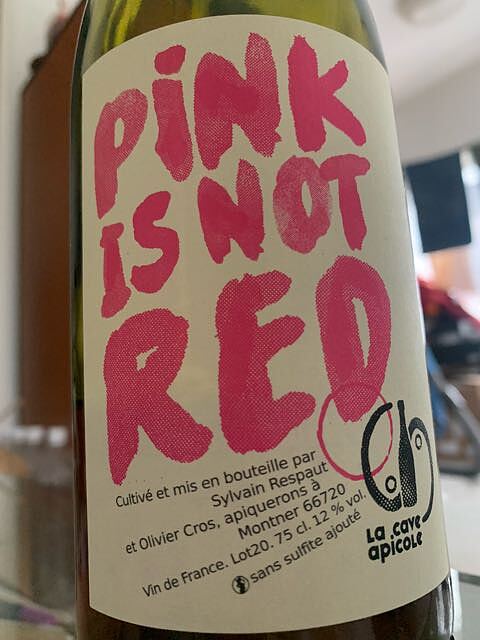 PiNK
IS NOT
RED
Cultivé et mis en bouteille par
Sylvain Respaut
et Olivier Cros, apiquerons à
Montner 66720
Vin de France. Lot20. 75 cl. 12 % vol.
sans sulfite ajouté
La cave
apicole